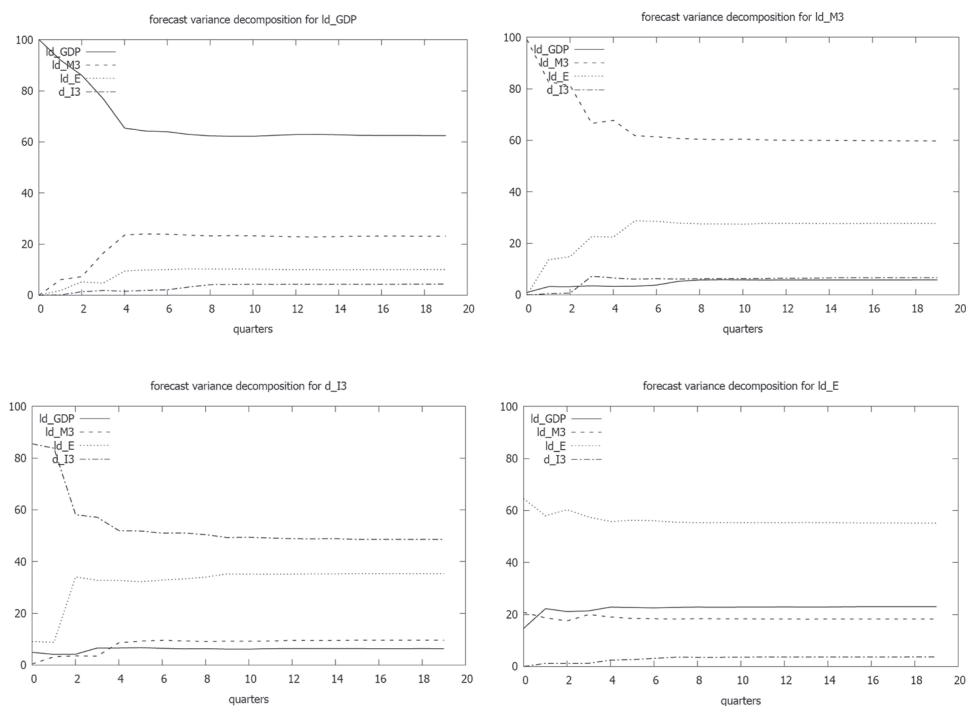 forecast variance decomposition for ld_GDP
100
80
60
40
20
0
ld_GDP
ld_M3
ld_E
d_I3
0 2 4 6 8 10 12 14 16 18 20
quarters
forecast variance decomposition for ld_M3
100
80
60
40
20
0
ld_GDP
ld_M3
ld_E
d_I3
0 2 4 6 8 10 12 14 16 18 20
quarters
forecast variance decomposition for d_I3
100
80
60
40
20
0
ld_GDP
ld_M3
ld_E
d_I3
0 2 4 6 8 10 12 14 16 18 20
quarters
forecast variance decomposition for ld_E
100
80
60
40
20
0
ld_GDP
ld_M3
ld_E
d_I3
0 2 4 6 8 10 12 14 16 18 20
quarters